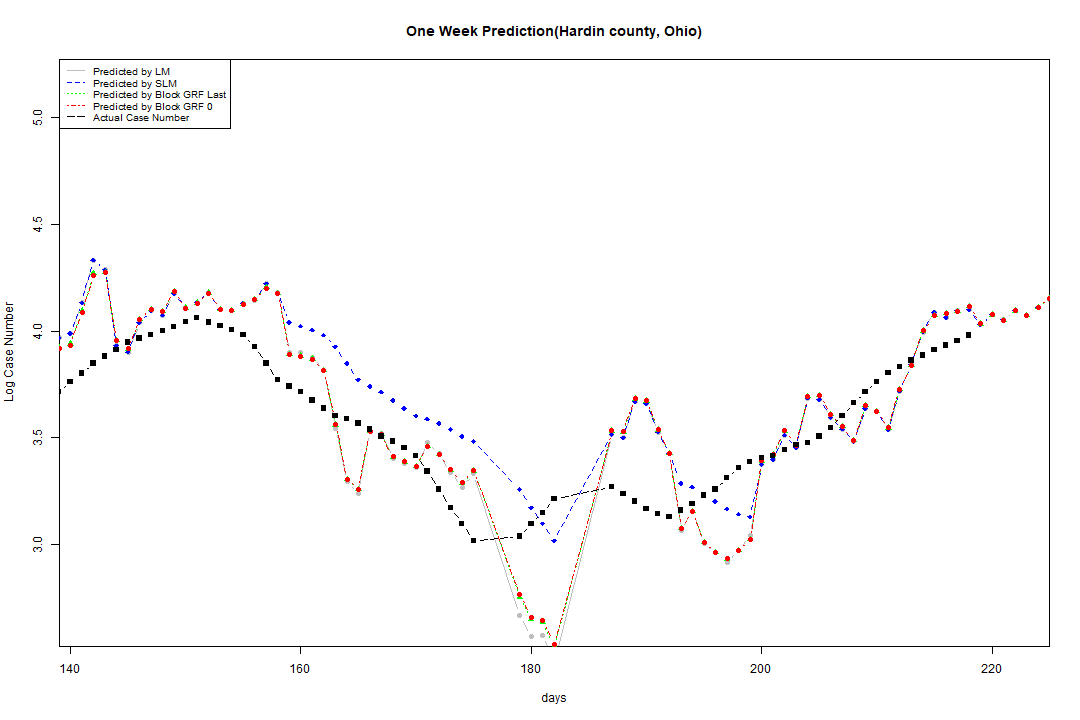 One Week Prediction(Hardin county, Ohio)
Predicted by LM
Predicted by SLM
Predicted by Block GRF Last
Predicted by Block GRF 0
Actual Case Number
Log Case Number
5.0
4.5
4.0
3.5
3.0
140 160 180 200 220
days